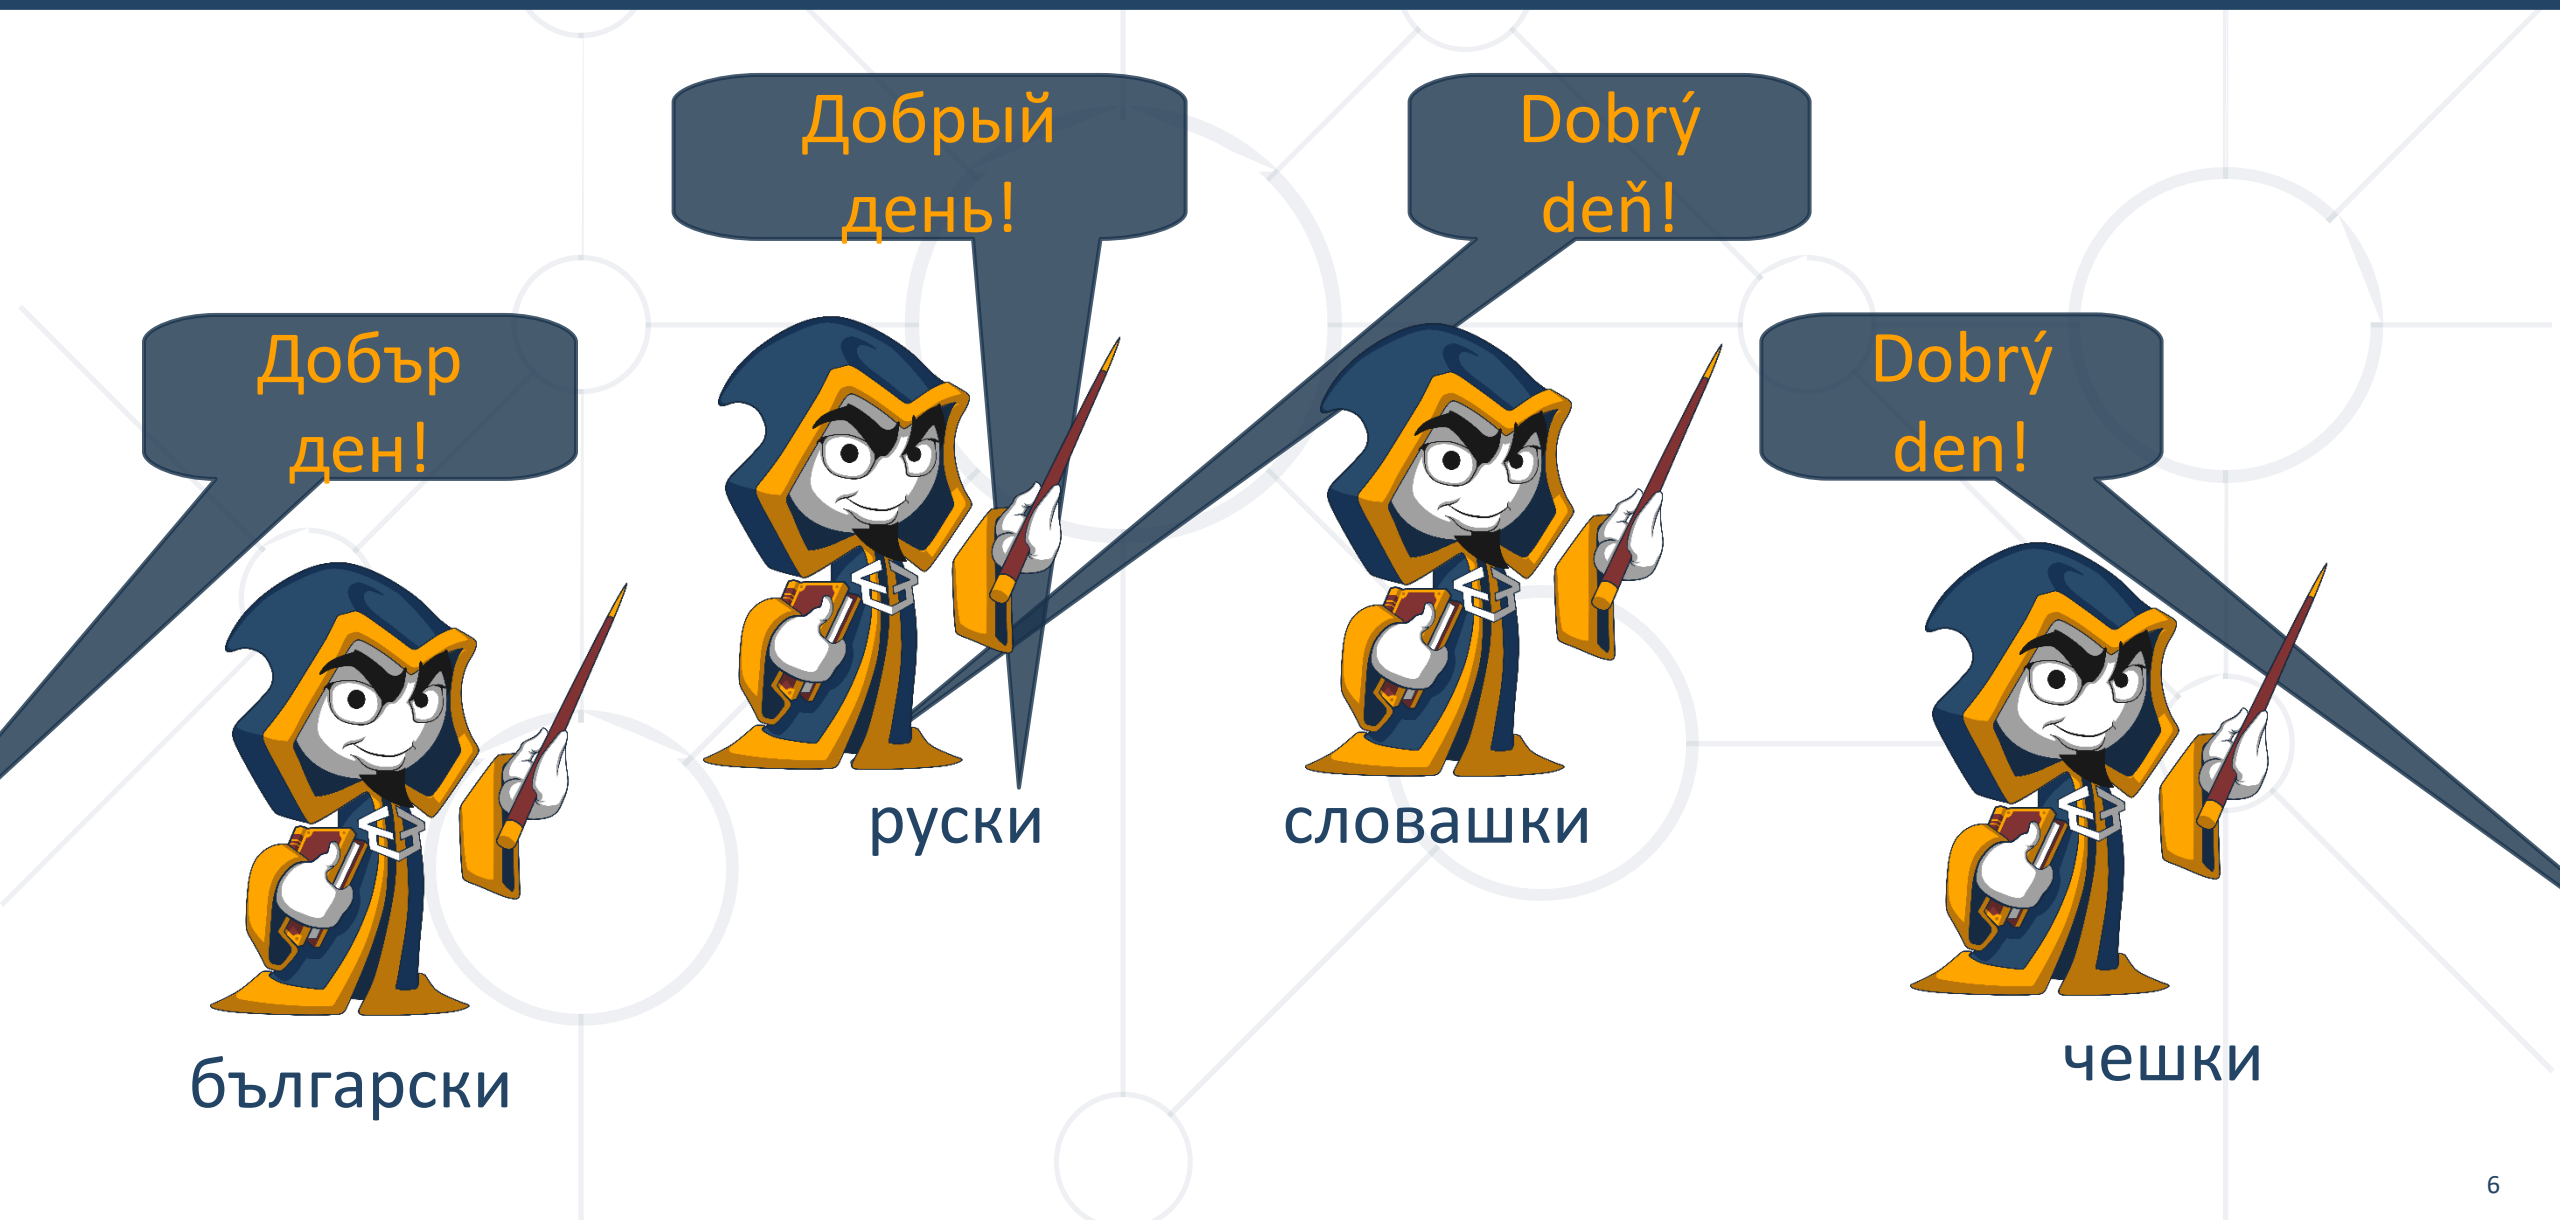 Добър
ден!
български
Добрый
день!
руски
Dobrý
deň!
словашки
Dobrý
den!
чешки
6